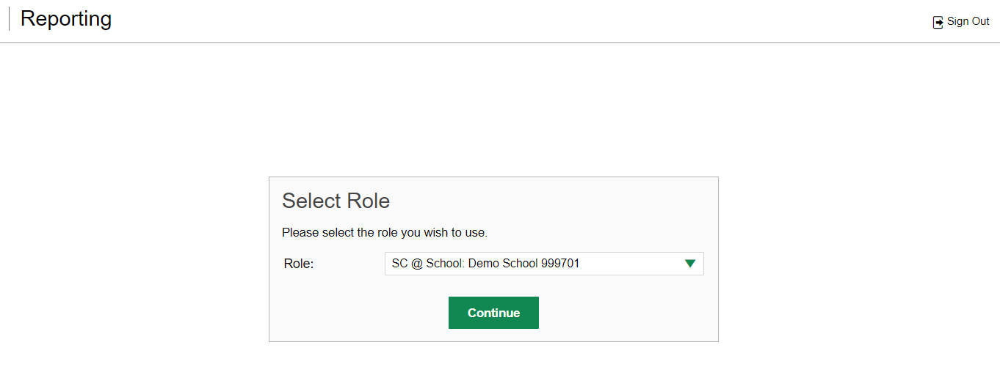 Reporting
Sign Out
Select Role
Please select the role you wish to use.
Role:
SC @ School: Demo School 999701
Continue